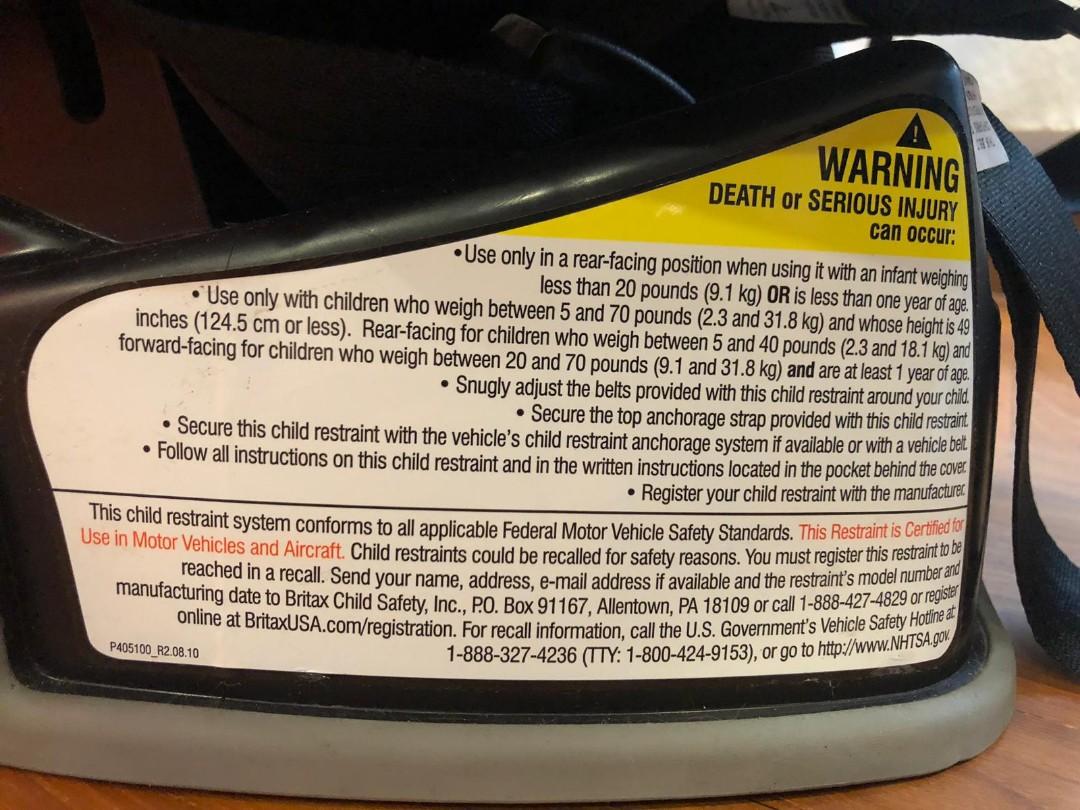 WARNING
DEATH or SERIOUS INJURY
can occur:
• Use only in a rear-facing position when using it with an infant weighing
less than 20 pounds (9.1 kg) OR is less than one year of age.
• Use only with children who weigh between 5 and 70 pounds (2.3 and 31.8 kg) and whose height is 49
inches (124.5 cm or less). Rear-facing for children who weigh between 5 and 40 pounds (2.3 and 18.1 kg) and
forward-facing for children who weigh between 20 and 70 pounds (9.1 and 31.8 kg) and are at least 1 year of age.
• Snugly adjust the belts provided with this child restraint around your child.
• Secure the top anchorage strap provided with this child restraint.
• Secure this child restraint with the vehicle's child restraint anchorage system if available or with a vehicle belt.
• Follow all instructions on this child restraint and in the written instructions located in the pocket behind the cover.
• Register your child restraint with the manufacturer.
This child restraint system conforms to all applicable Federal Motor Vehicle Safety Standards. This Restraint is Certified for
Use in Motor Vehicles and Aircraft. Child restraints could be recalled for safety reasons. You must register this restraint to be
reached in a recall. Send your name, address, e-mail address if available and the restraint's model number and
manufacturing date to Britax Child Safety, Inc., P.O. Box 91167, Allentown, PA 18109 or call 1-888-427-4829 or register
online at BritaxUSA.com/registration. For recall information, call the U.S. Government's Vehicle Safety Hotline at:
1-888-327-4236 (TTY: 1-800-424-9153), or go to http://www.NHTSA.gov.
P405100_R2.08.10